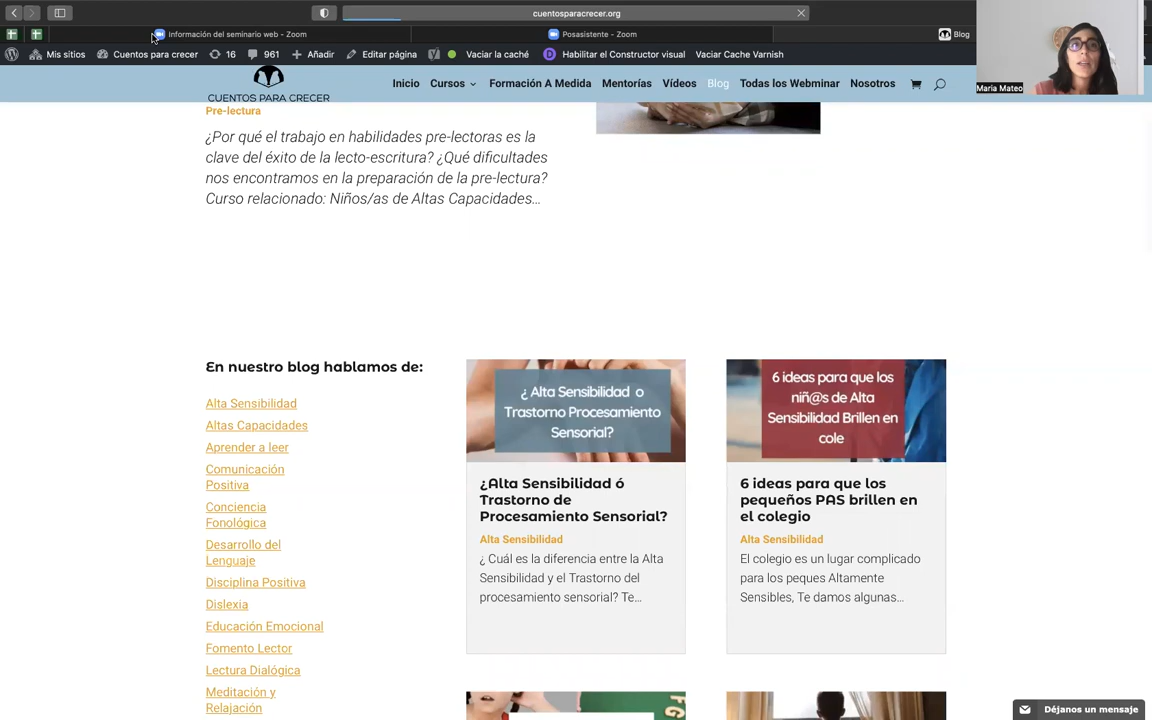 cuentosparacrecer.org
Información del seminario web - Zoom
Posasistente - Zoom
Blog
Mis sitios
Cuentos para crecer
16
961
Añadir
Editar página
Vaciar la caché
Habilitar el Constructor visual
Vaciar Cache Varnish
Maria Mateo
CUENTOS PARA CRECER
Inicio
Cursos
Formación A Medida
Mentorías
Vídeos
Blog
Todas los Webminar
Nosotros
Pre-lectura
¿Por qué el trabajo en habilidades pre-lectoras es la
clave del éxito de la lecto-escritura? ¿Qué dificultades
nos encontramos en la preparación de la pre-lectura?
Curso relacionado: Niños/as de Altas Capacidades...
En nuestro blog hablamos de:
Alta Sensibilidad
Altas Capacidades
Aprender a leer
Comunicación
Positiva
Conciencia
Fonológica
Desarrollo del
Lenguaje
Disciplina Positiva
Dislexia
Educación Emocional
Fomento Lector
Lectura Dialógica
Meditación y
Relajación
¿ Alta Sensibilidad o
Trastorno Procesamiento
Sensorial?
¿Alta Sensibilidad ó
Trastorno de
Procesamiento Sensorial?
Alta Sensibilidad
¿ Cuál es la diferencia entre la Alta
Sensibilidad y el Trastorno del
procesamiento sensorial? Te...
6 ideas para que los
niñ@s de Alta
Sensibilidad Brillen en
cole
6 ideas para que los
pequeños PAS brillen en
el colegio
Alta Sensibilidad
El colegio es un lugar complicado
para los peques Altamente
Sensibles, Te damos algunas...
FG
Déjanos un mensaje